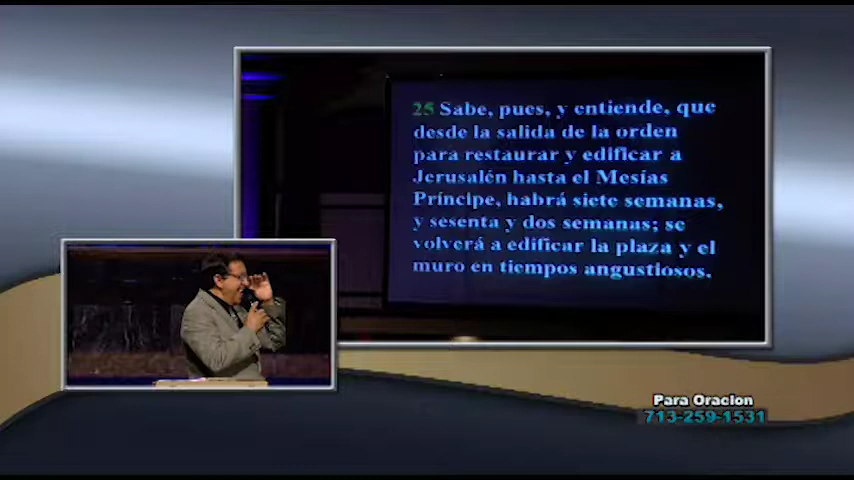 25 Sabe, pues, y entiende, que
desde la salida de la orden
para restaurar y edificar a
Jerusalén hasta el Mesías
Príncipe, habrá siete semanas,
y sesenta y dos semanas; se
volverá a edificar la plaza y el
muro en tiempos angustiosos.
Para Oracion
713-259-1531